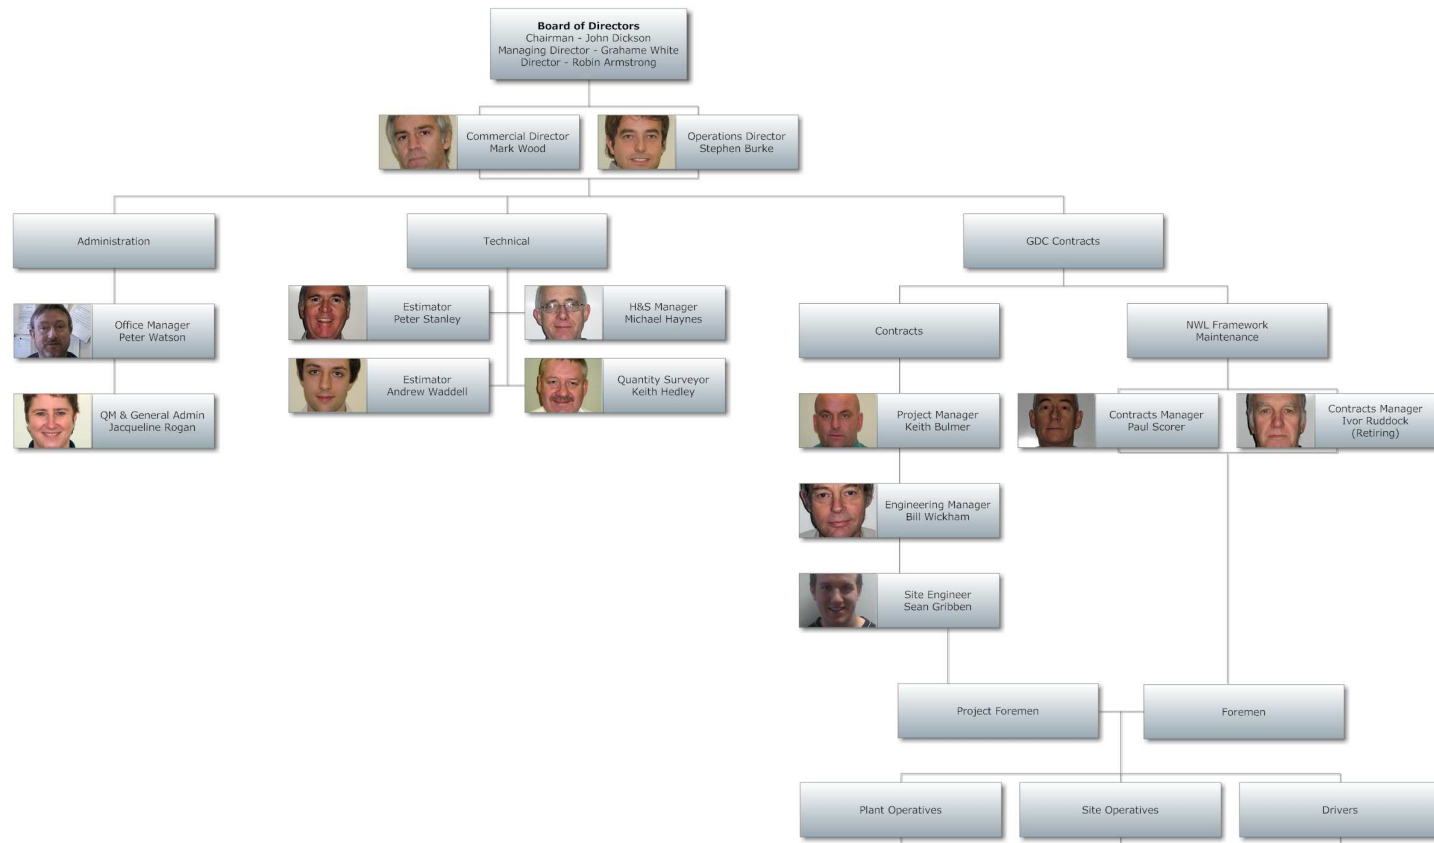 Board of Directors
Chairman - John Dickson
Managing Director - Grahame White
Director - Robin Armstrong
Commercial Director
Mark Wood
Operations Director
Stephen Burke
Administration
Technical
GDC Contracts
Office Manager
Peter Watson
QM & General Admin
Jacqueline Rogan
Estimator
Peter Stanley
H&S Manager
Michael Haynes
Estimator
Andrew Waddell
Quantity Surveyor
Keith Hedley
Contracts
NWL Framework
Maintenance
Project Manager
Keith Bulmer
Contracts Manager
Paul Scorer
Contracts Manager
Ivor Ruddock
(Retiring)
Engineering Manager
Bill Wickham
Site Engineer
Sean Gribben
Project Foremen
Foremen
Plant Operatives
Site Operatives
Drivers